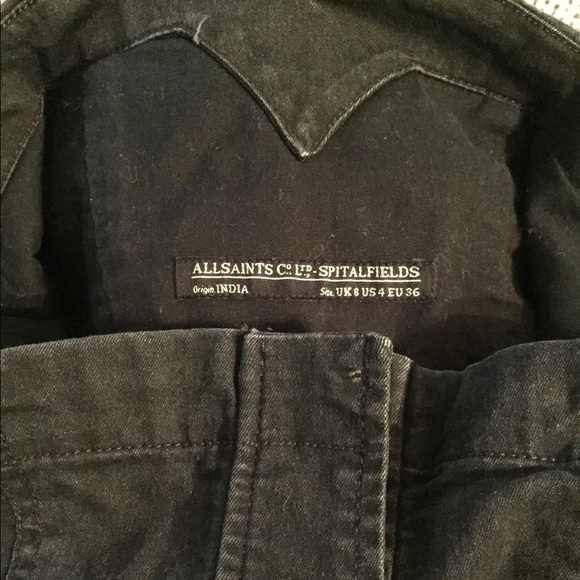 ALLSAINTS Co. LTD.-SPITALFIELDS
Origin. INDIA Size. UK 8 US 4 EU 36